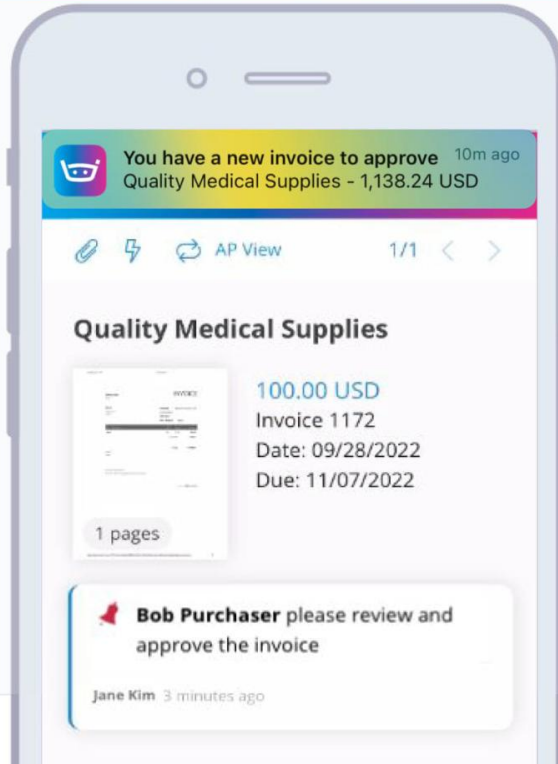 You have a new invoice to approve 10m ago
Quality Medical Supplies - 1,138.24 USD
AP View 1/1
Quality Medical Supplies
INVOICE
100.00 USD
Invoice 1172
Date: 09/28/2022
Due: 11/07/2022
1 pages
Bob Purchaser please review and
approve the invoice
Jane Kim 3 minutes ago